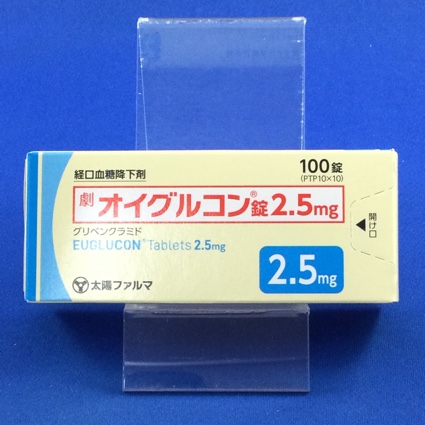 経口血糖降下剤
100錠
(PTP10×10)
劇 オイグルコン®錠2.5mg
グリベンクラミド
EUGLUCON® Tablets 2.5mg
開け口
2.5mg
太陽ファルマ